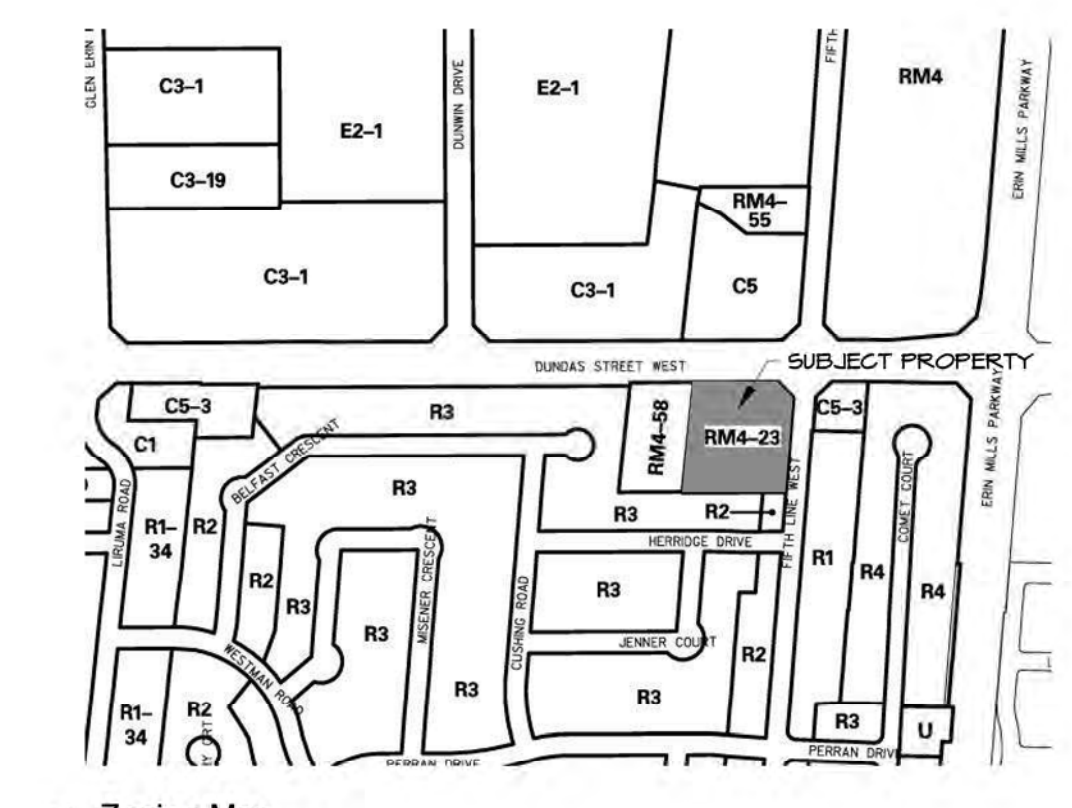 GLEN ERIN
C3-1
C3-19
E2-1
C3-1
DUNWIN DRIVE
E2-1
C3-1
RM4-
55
C5
FIFTH
RM4
ERIN MILLS PARKWAY
DUNDAS STREET WEST
SUBJECT PROPERTY
C5-3
C1
R3
BELFAST CRESCENT
RM4-58
RM4-23
C5-3
R3
R3
R2
LIRUMA ROAD
R1-
34
R2
HERRIDGE DRIVE
FIFTH LINE WEST
COMET COURT
ERIN MILLS PARKWAY
R1
R4
R4
R2
R3
MISENER CRESCENT
R3
CUSHING ROAD
R3
JENNER COURT
R2
WESTMAN ROAD
R3
R3
R1-
34
R2
RY CRT
R3
U
PERRAN DRIVE
PERRAN DRIVE